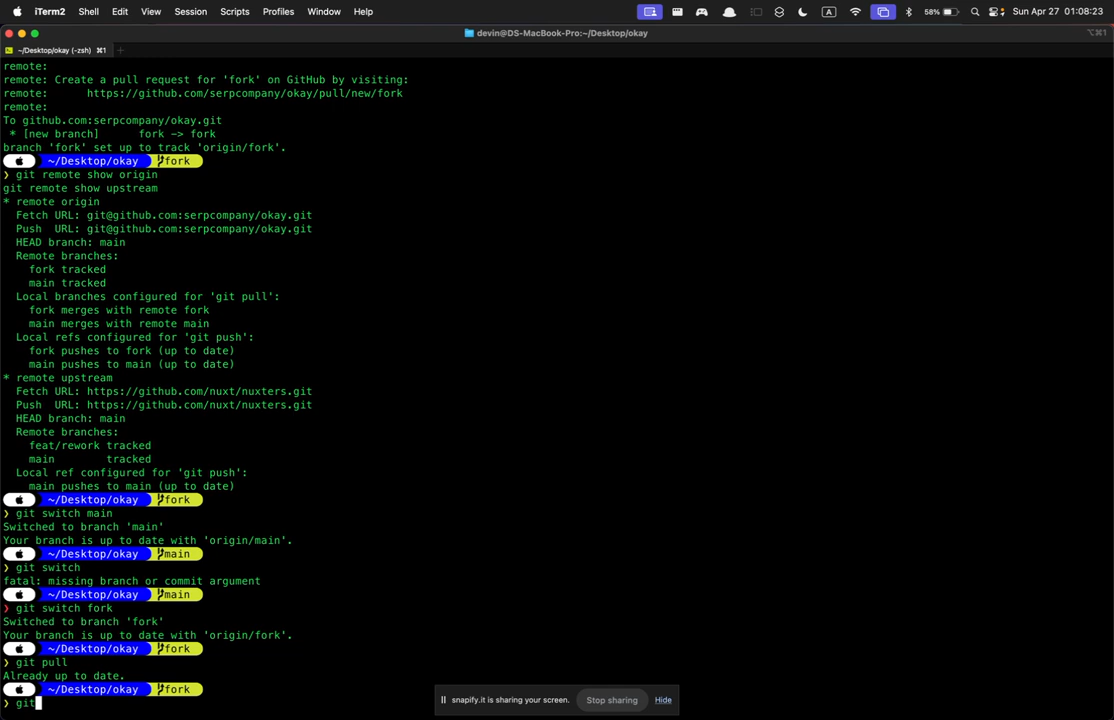 iTerm2 Shell Edit View Session Scripts Profiles Window Help A 58% Sun Apr 27 01:08:23
devin@DS-MacBook-Pro:~/Desktop/okay ⌥⌘1
~/Desktop/okay (-zsh) ⌘1 +
remote:
remote: Create a pull request for 'fork' on GitHub by visiting:
remote:      https://github.com/serpcompany/okay/pull/new/fork
remote:
To github.com:serpcompany/okay.git
 * [new branch]      fork -> fork
branch 'fork' set up to track 'origin/fork'.
~/Desktop/okay fork
❯ git remote show origin
git remote show upstream
* remote origin
  Fetch URL: git@github.com:serpcompany/okay.git
  Push  URL: git@github.com:serpcompany/okay.git
  HEAD branch: main
  Remote branches:
    fork tracked
    main tracked
  Local branches configured for 'git pull':
    fork merges with remote fork
    main merges with remote main
  Local refs configured for 'git push':
    fork pushes to fork (up to date)
    main pushes to main (up to date)
* remote upstream
  Fetch URL: https://github.com/nuxt/nuxters.git
  Push  URL: https://github.com/nuxt/nuxters.git
  HEAD branch: main
  Remote branches:
    feat/rework tracked
    main        tracked
  Local ref configured for 'git push':
    main pushes to main (up to date)
~/Desktop/okay fork
❯ git switch main
Switched to branch 'main'
Your branch is up to date with 'origin/main'.
~/Desktop/okay main
❯ git switch
fatal: missing branch or commit argument
~/Desktop/okay main
❯ git switch fork
Switched to branch 'fork'
Your branch is up to date with 'origin/fork'.
~/Desktop/okay fork
❯ git pull
Already up to date.
~/Desktop/okay fork
❯ git
snapify.it is sharing your screen. Stop sharing Hide